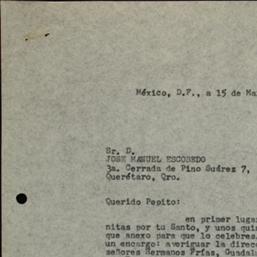 México, D.F., a 15 de Ma
Sr. D.
JOSE MANUEL ESCOBEDO
3a. Cerrada de Pino Suárez 7,
Querétaro, Qro.
Querido Pepito:
en primer lugar
nitas por tu Santo, y unos qui
que anexo para que lo celebres.
un encargo: averiguar la direc
señores Hermanos Frías, Guadal